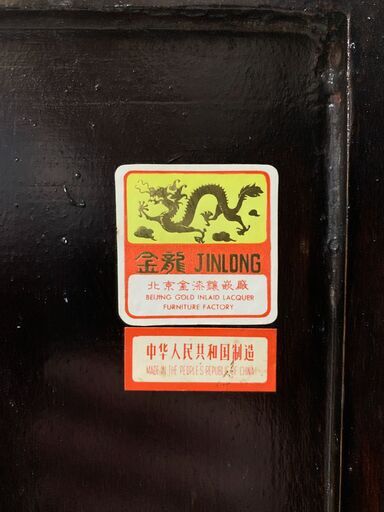 金龍 JINLONG
北京金漆鑲嵌廠
BEIJING GOLD INLAID LACQUER
FURNITURE FACTORY
中华人民共和国制造
MADE IN THE PEOPLE'S REPUBLIC OF CHINA